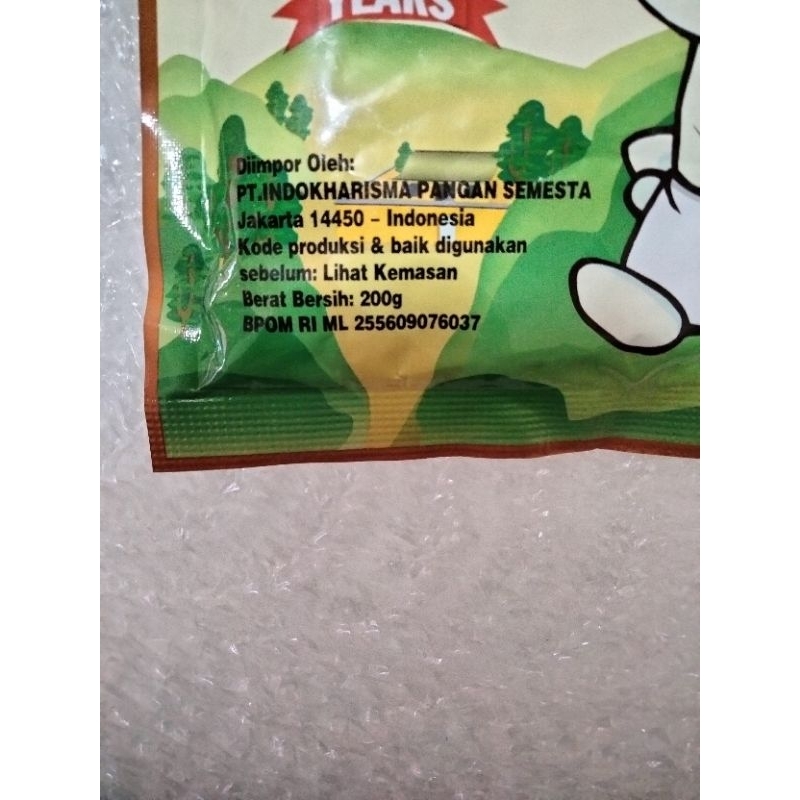 YEARS
Diimpor Oleh:
PT.INDOKHARISMA PANGAN SEMESTA
Jakarta 14450 – Indonesia
Kode produksi & baik digunakan
sebelum: Lihat Kemasan
Berat Bersih: 200g
BPOM RI ML 255609076037